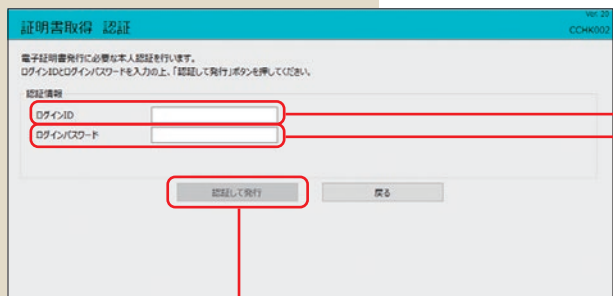 証明書取得 認証
Ver. 20
CCHK002
電子証明書発行に必要な本人認証を行います。
ログインIDとログインパスワードを入力の上、「認証して発行」ボタンを押してください。
認証情報
ログインID
ログインパスワード
認証して発行
戻る